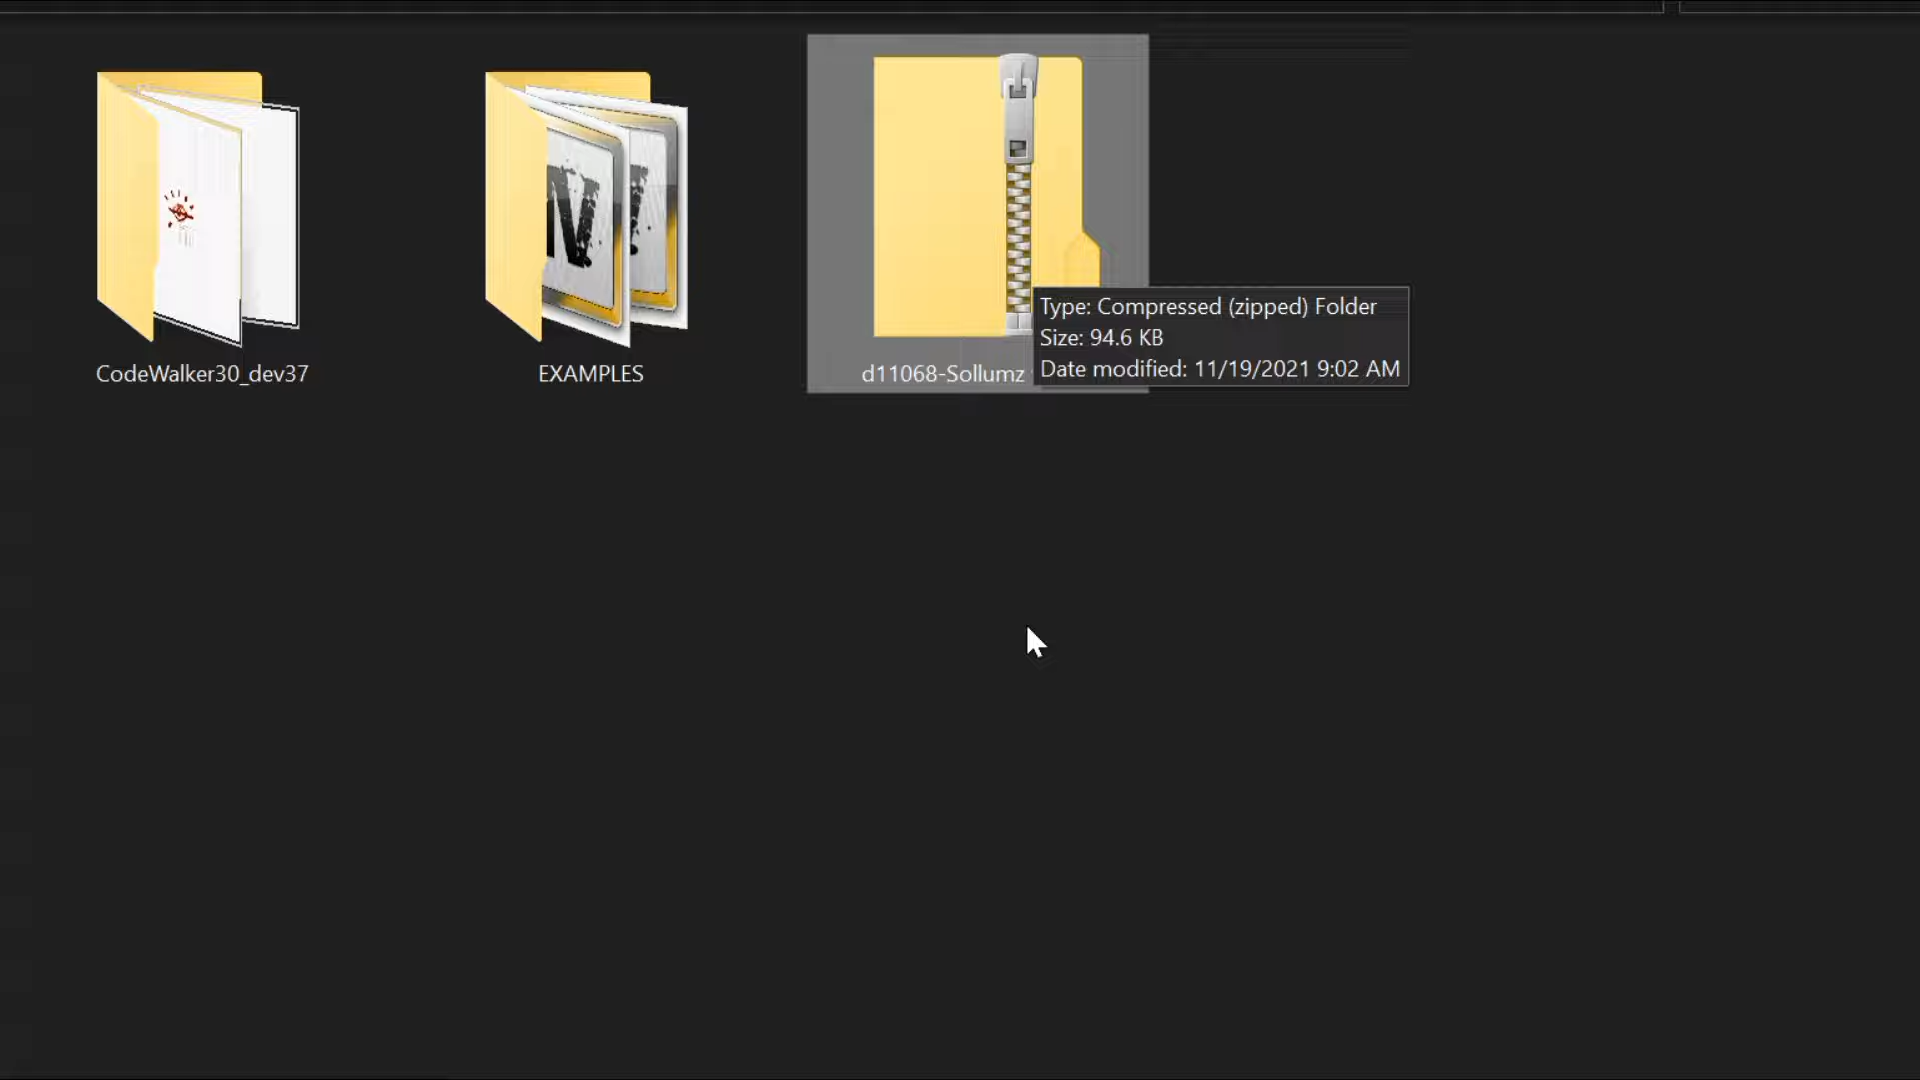 CodeWalker30_dev37
EXAMPLES
d11068-Sollumz
Type: Compressed (zipped) Folder
Size: 94.6 KB
Date modified: 11/19/2021 9:02 AM